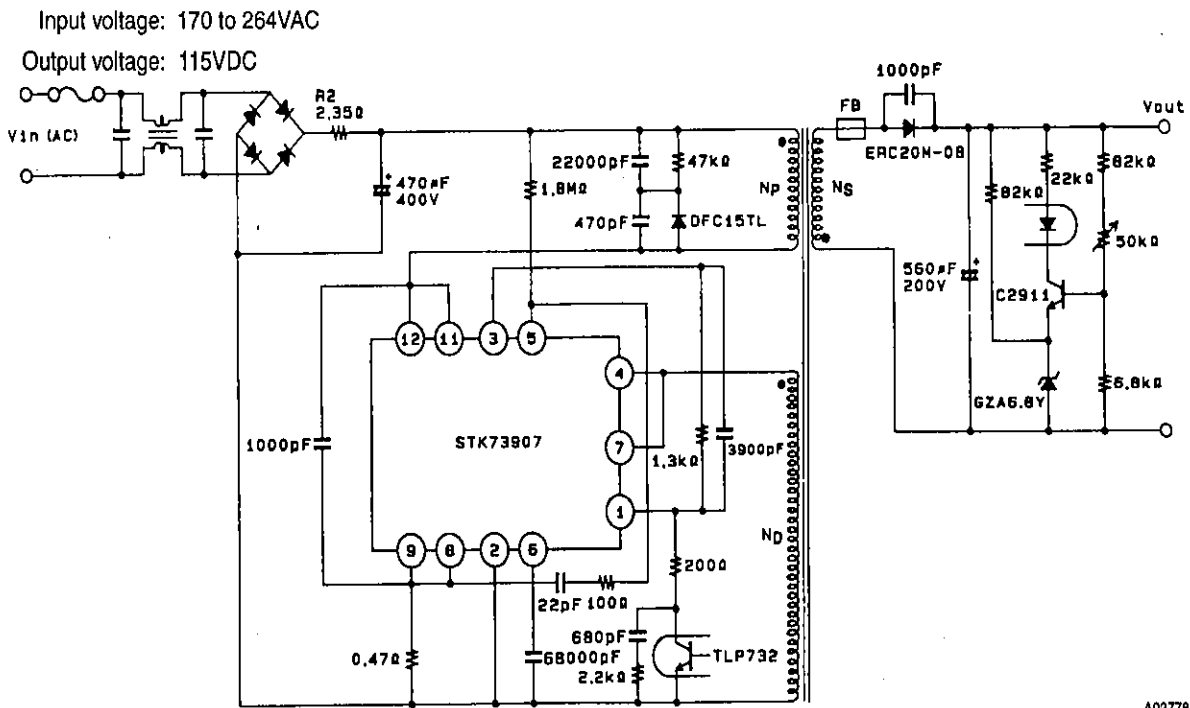 Input voltage: 170 to 264VAC
Output voltage: 115VDC
Vin (AC)
R2
2.35Ω
470µF
400V
1.8MΩ
22000pF
47kΩ
470pF
DFC15TL
NP
NS
FB
1000pF
ERC20M-08
Vout
82kΩ
22kΩ
82kΩ
50kΩ
560µF
200V
C2911
GZA6.8Y
6.8kΩ
12
11
3
5
4
7
1
STK73907
1000pF
1.3kΩ
3900pF
9
8
2
6
ND
200Ω
22pF
100Ω
0.47Ω
68000pF
680pF
2.2kΩ
TLP732
A02778